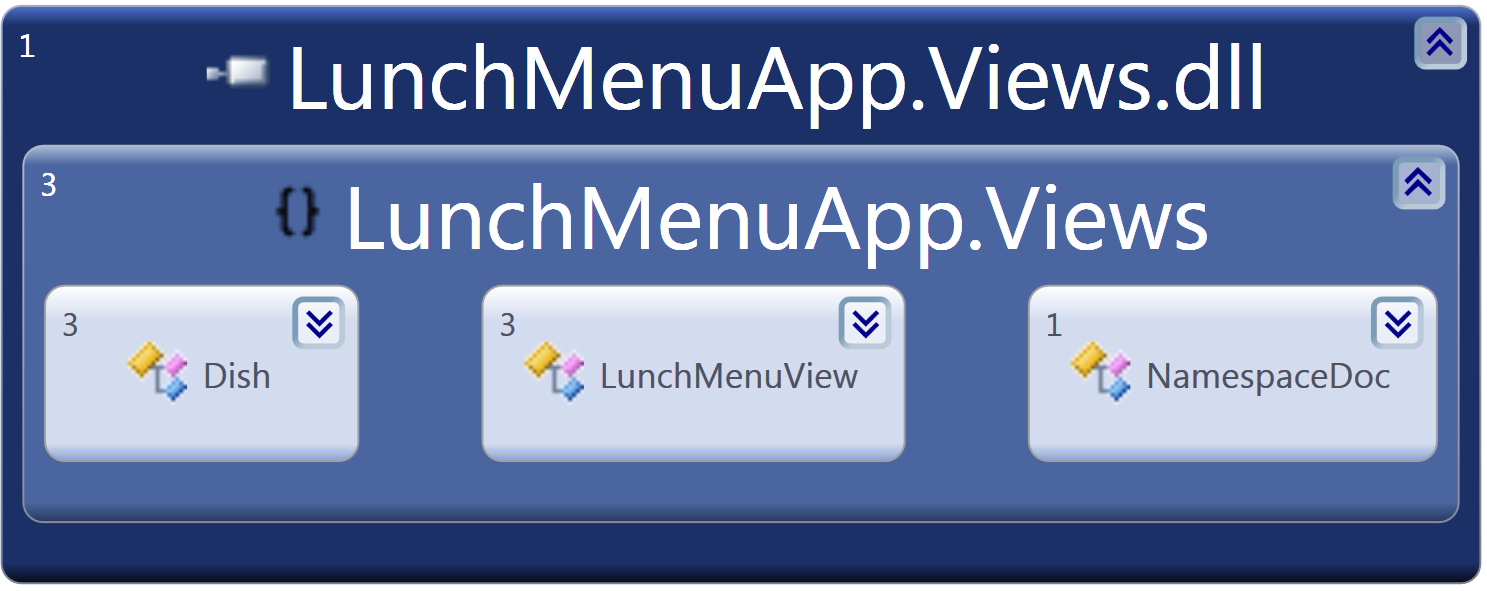 1
LunchMenuApp.Views.dll
3
{} LunchMenuApp.Views
3
Dish
3
LunchMenuView
1
NamespaceDoc